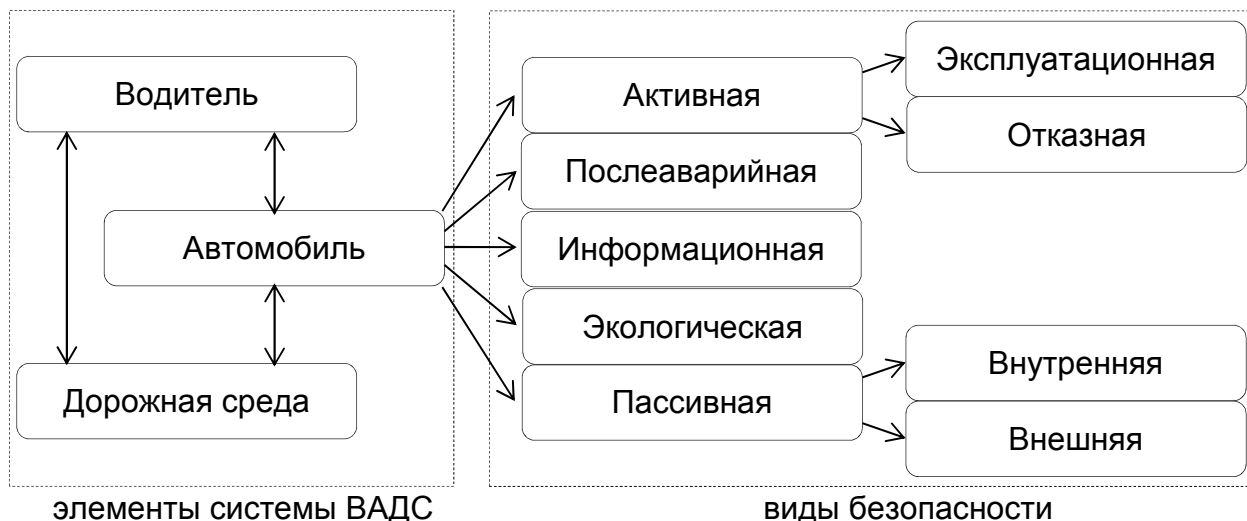 Водитель
Автомобиль
Дорожная среда
элементы системы ВАДС
Активная
Послеаварийная
Информационная
Экологическая
Пассивная
Эксплуатационная
Отказная
Внутренняя
Внешняя
виды безопасности